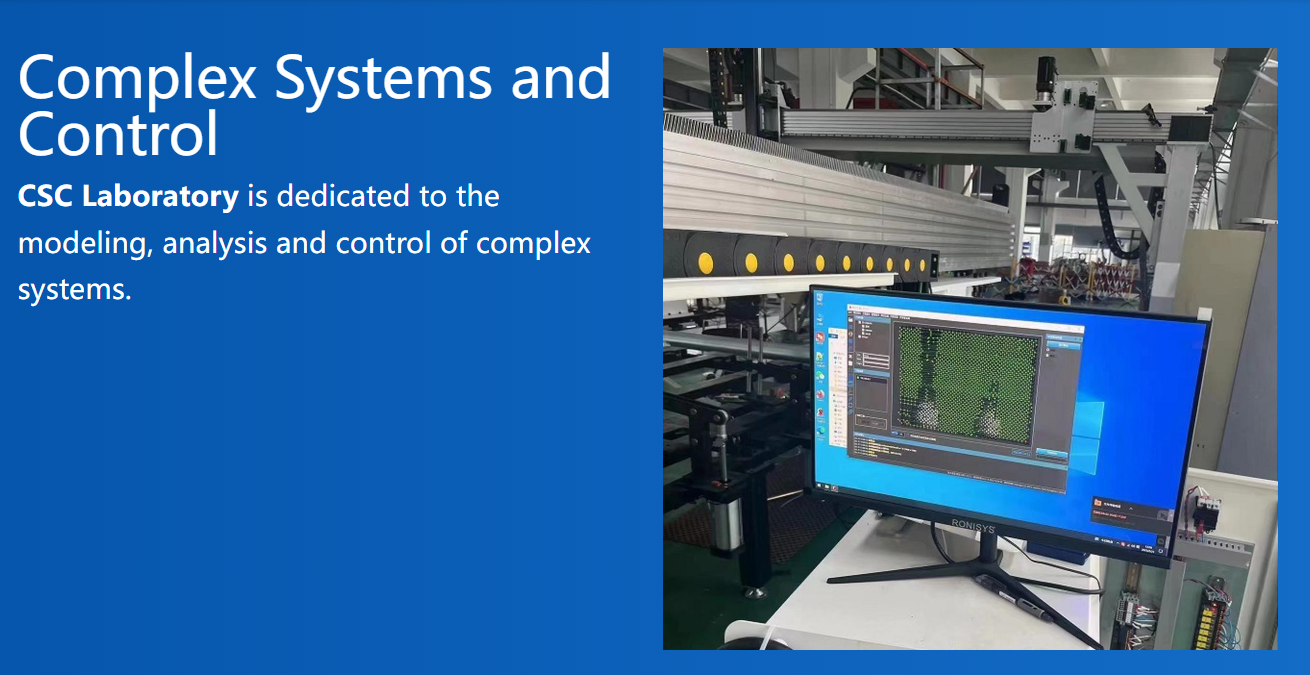 Complex Systems and
Control
CSC Laboratory is dedicated to the
modeling, analysis and control of complex
systems.
RONISYS